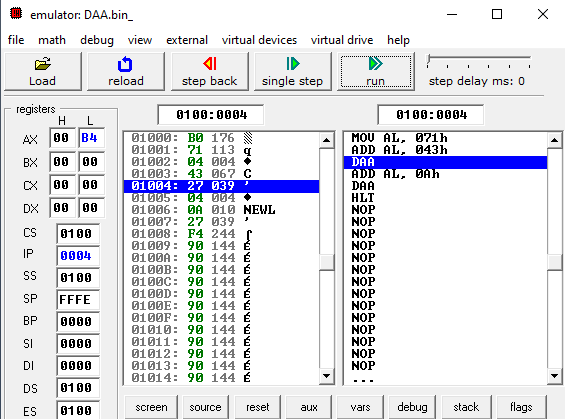 emulator: DAA.bin_
file math debug view external virtual devices virtual drive help
Load reload step back single step run step delay ms: 0
registers
H L
AX 00 B4
BX 00 00
CX 00 00
DX 00 00
CS 0100
IP 0004
SS 0100
SP FFFE
BP 0000
SI 0000
DI 0000
DS 0100
ES 0100
0100:0004
01000: B0 176 ▒
01001: 71 113 q
01002: 04 004 ♦
01003: 43 067 C
01004: 27 039 '
01005: 04 004 ♦
01006: 0A 010 NEWL
01007: 27 039 '
01008: F4 244 ⌠
01009: 90 144 É
0100A: 90 144 É
0100B: 90 144 É
0100C: 90 144 É
0100D: 90 144 É
0100E: 90 144 É
0100F: 90 144 É
01010: 90 144 É
01011: 90 144 É
01012: 90 144 É
01013: 90 144 É
01014: 90 144 É
0100:0004
MOV AL, 071h
ADD AL, 043h
DAA
ADD AL, 0Ah
DAA
HLT
NOP
NOP
NOP
NOP
NOP
NOP
NOP
NOP
NOP
NOP
NOP
NOP
NOP
NOP
...
screen source reset aux vars debug stack flags